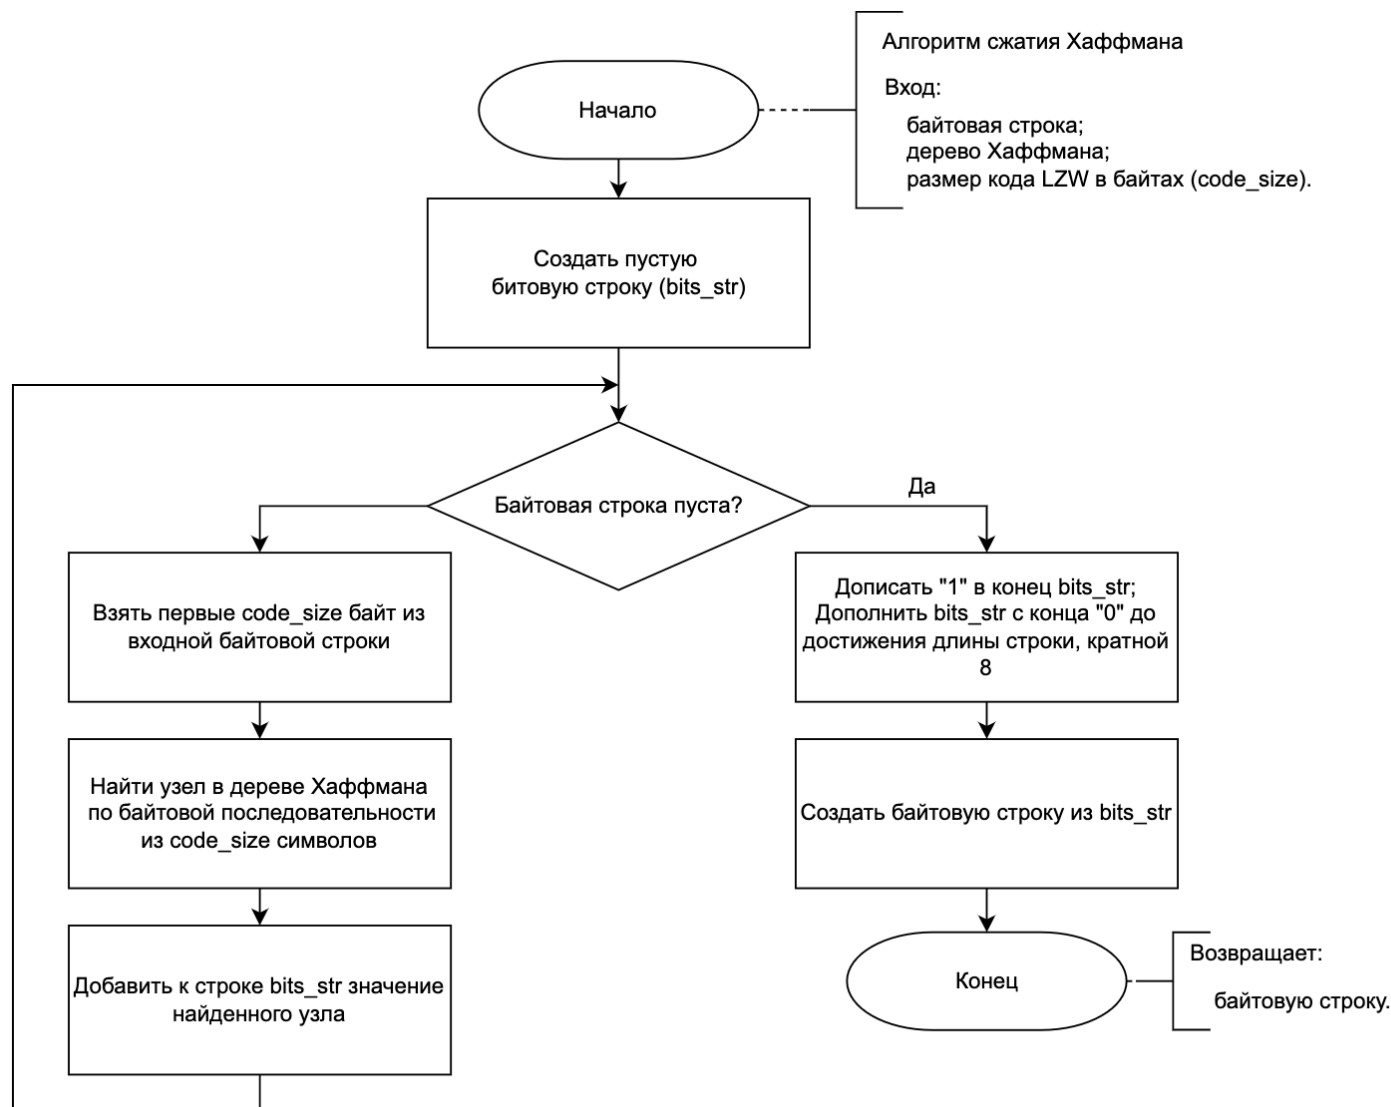 Алгоритм сжатия Хаффмана
Вход:
байтовая строка;
дерево Хаффмана;
размер кода LZW в байтах (code_size).
Начало
Создать пустую
битовую строку (bits_str)
Байтовая строка пуста?
Да
Взять первые code_size байт из
входной байтовой строки
Дописать "1" в конец bits_str;
Дополнить bits_str с конца "0" до
достижения длины строки, кратной
8
Найти узел в дереве Хаффмана
по байтовой последовательности
из code_size символов
Создать байтовую строку из bits_str
Добавить к строке bits_str значение
найденного узла
Конец
Возвращает:
байтовую строку.